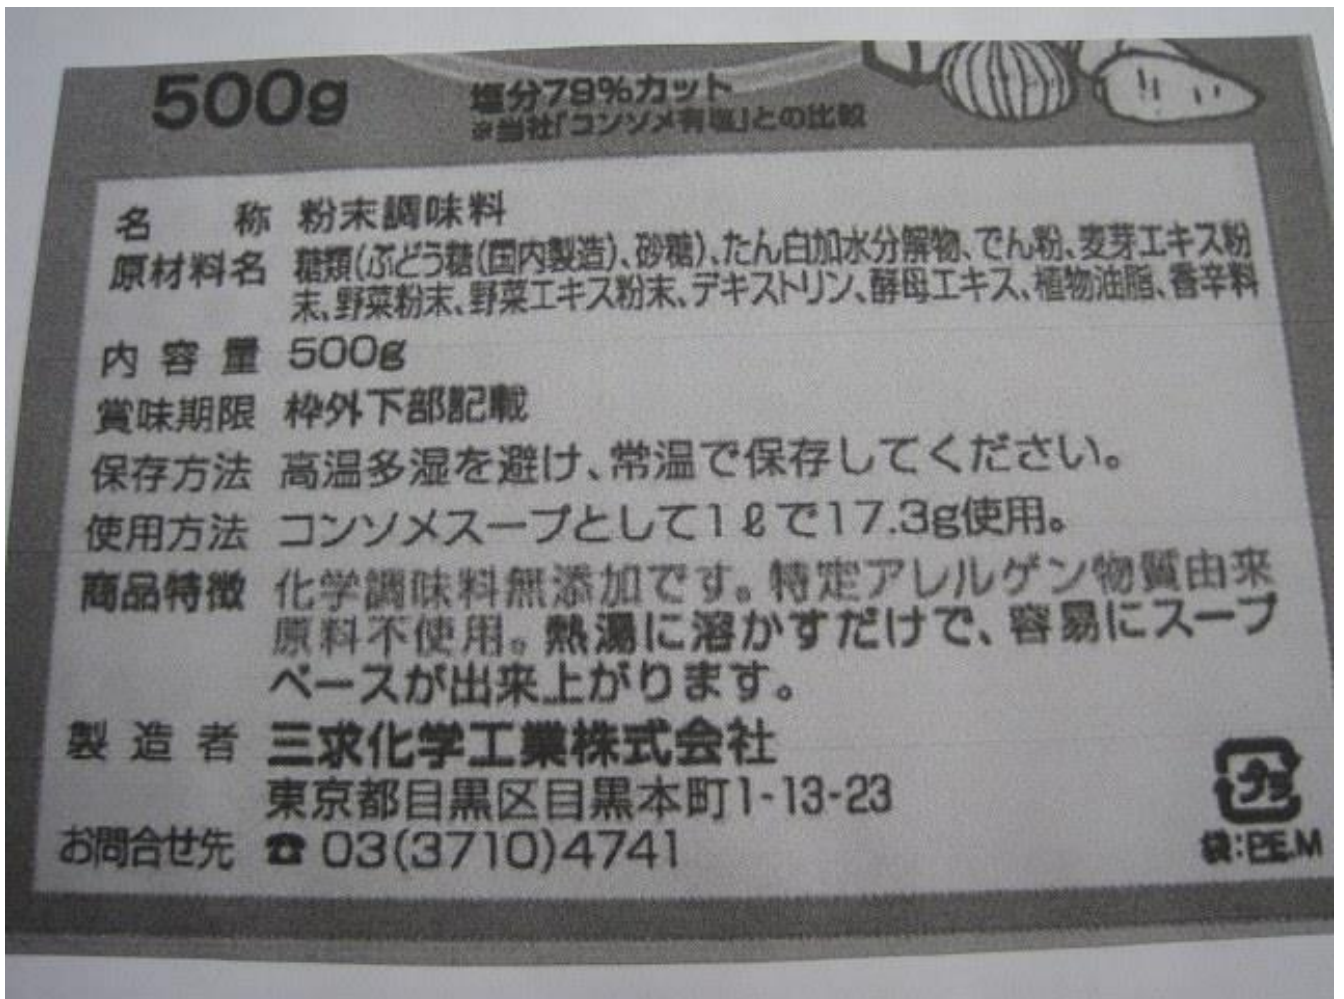 500g
塩分79%カット
※当社「コンソメ有塩」との比較
名称 粉末調味料
原材料名 糖類(ぶどう糖(国内製造)、砂糖)、たん白加水分解物、でん粉、麦芽エキス粉
末、野菜粉末、野菜エキス粉末、デキストリン、酵母エキス、植物油脂、香辛料
内容量 500g
賞味期限 枠外下部記載
保存方法 高温多湿を避け、常温で保存してください。
使用方法 コンソメスープとして1ℓで17.3g使用。
商品特徴 化学調味料無添加です。特定アレルゲン物質由来
原料不使用。熱湯に溶かすだけで、容易にスープ
ベースが出来上がります。
製造者 三求化学工業株式会社
東京都目黒区目黒本町1-13-23
お問合せ先 ☎ 03(3710)4741
プラ
袋:PE.M